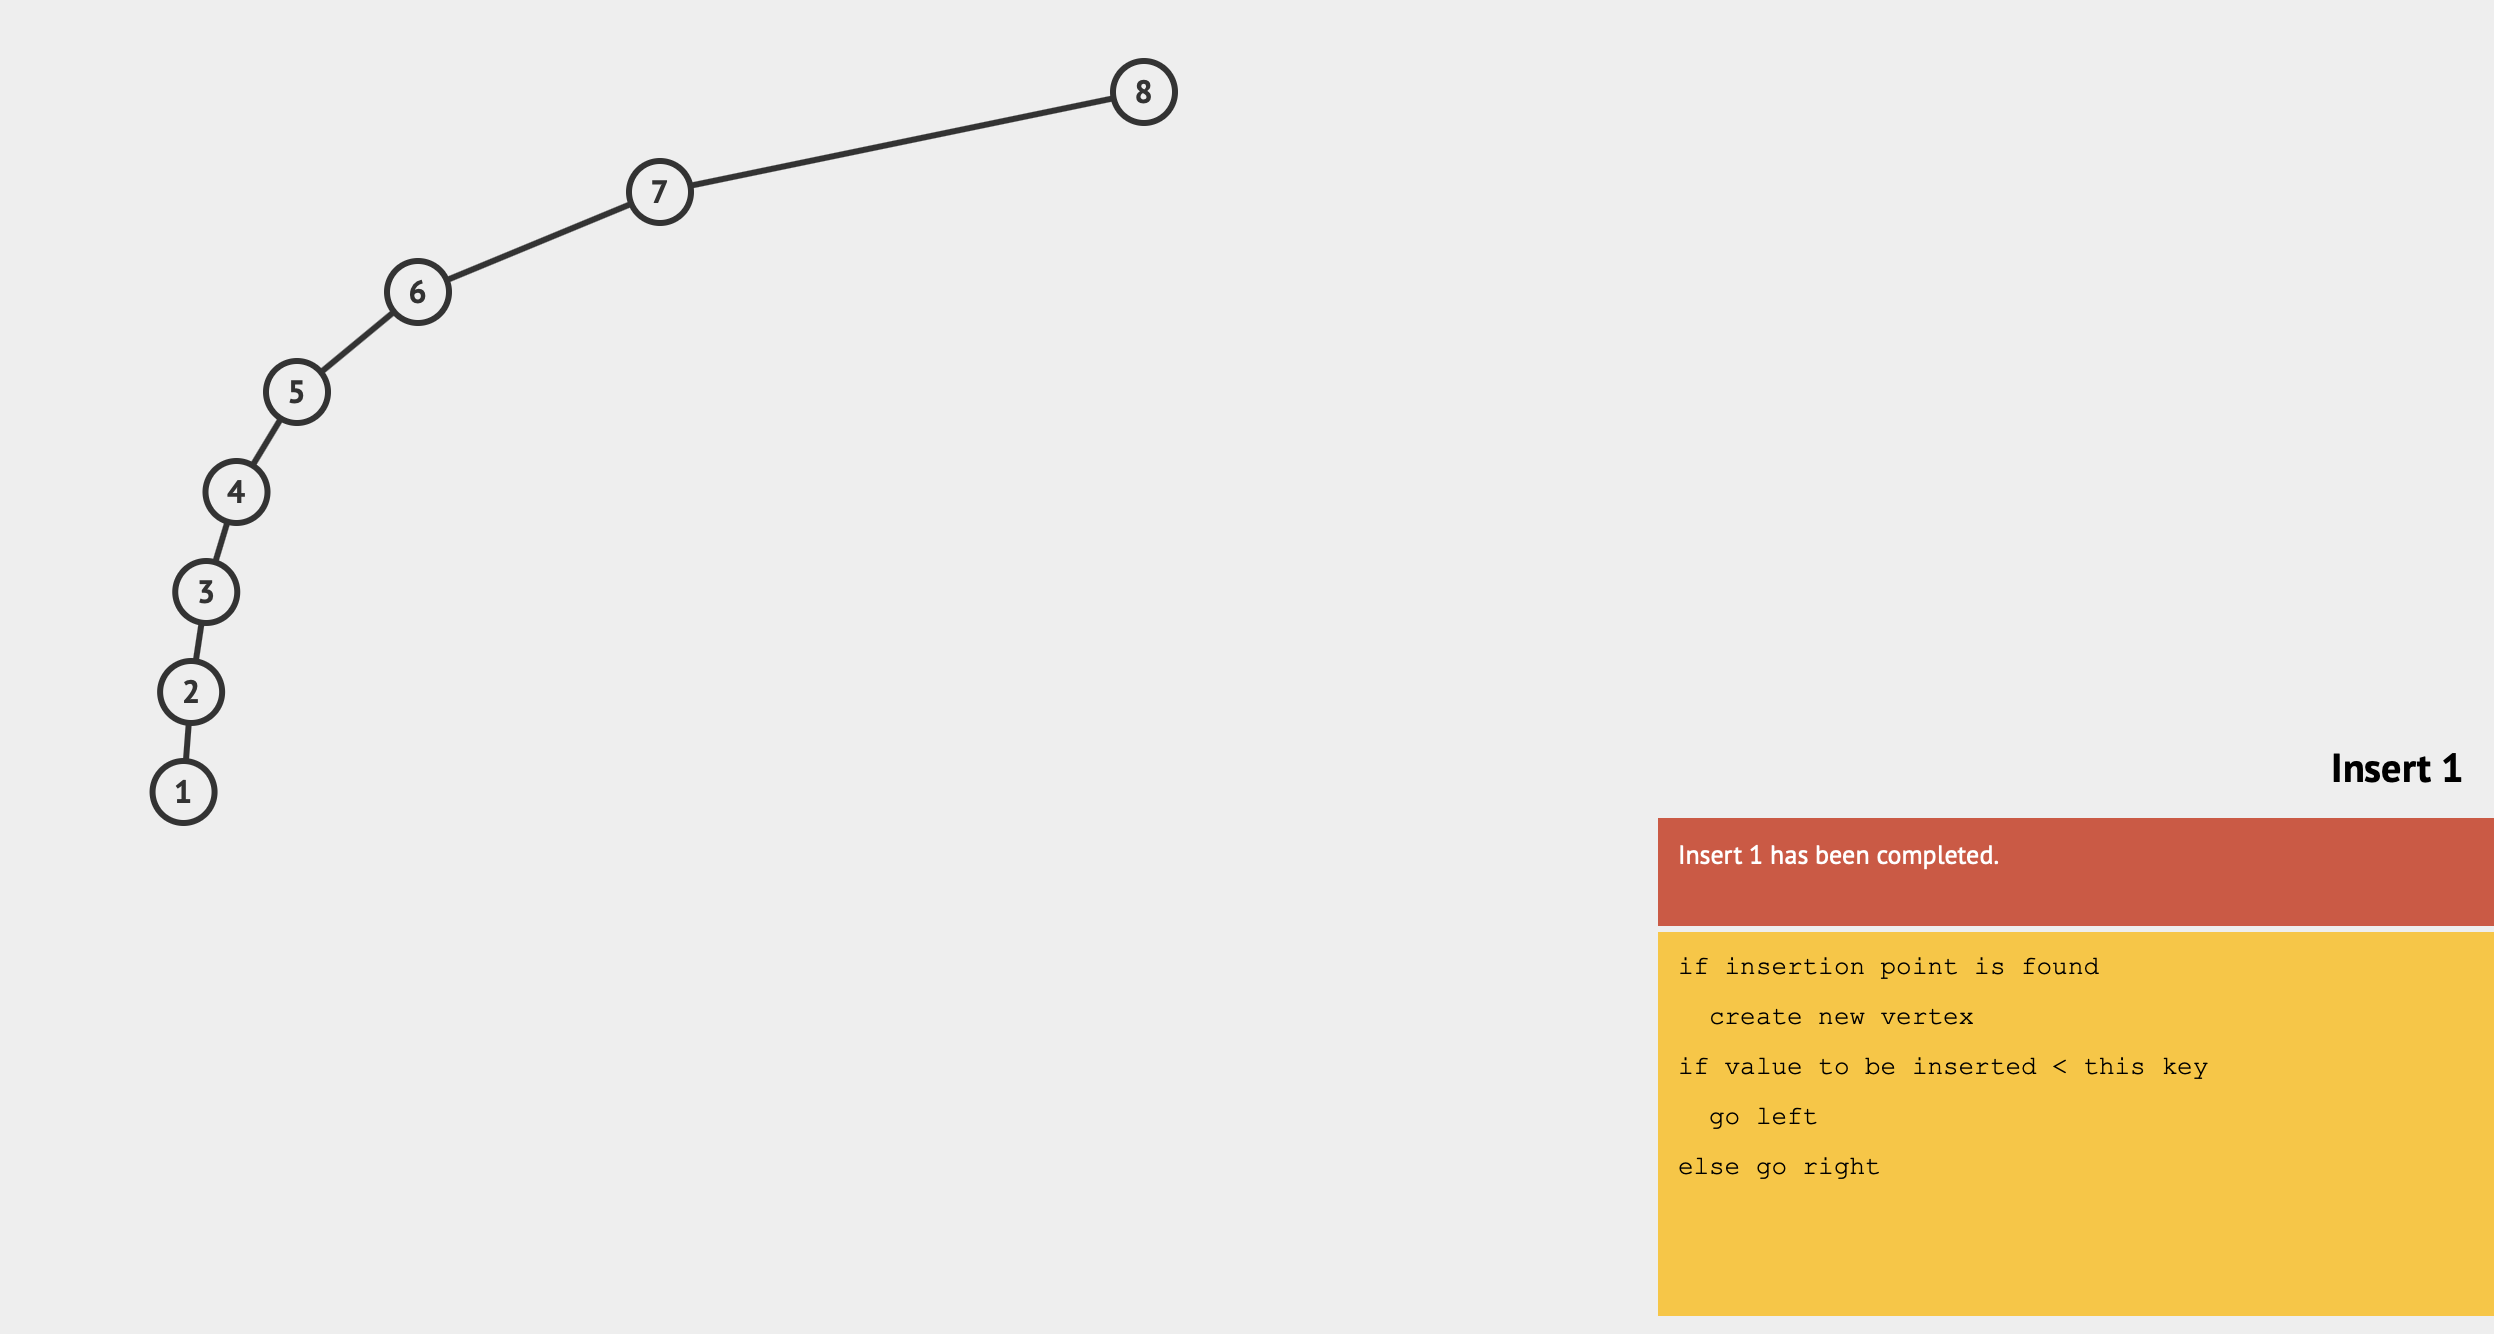 8
7
6
5
4
3
2
1
Insert 1
Insert 1 has been completed.
if insertion point is found
  create new vertex
if value to be inserted < this key
  go left
else go right